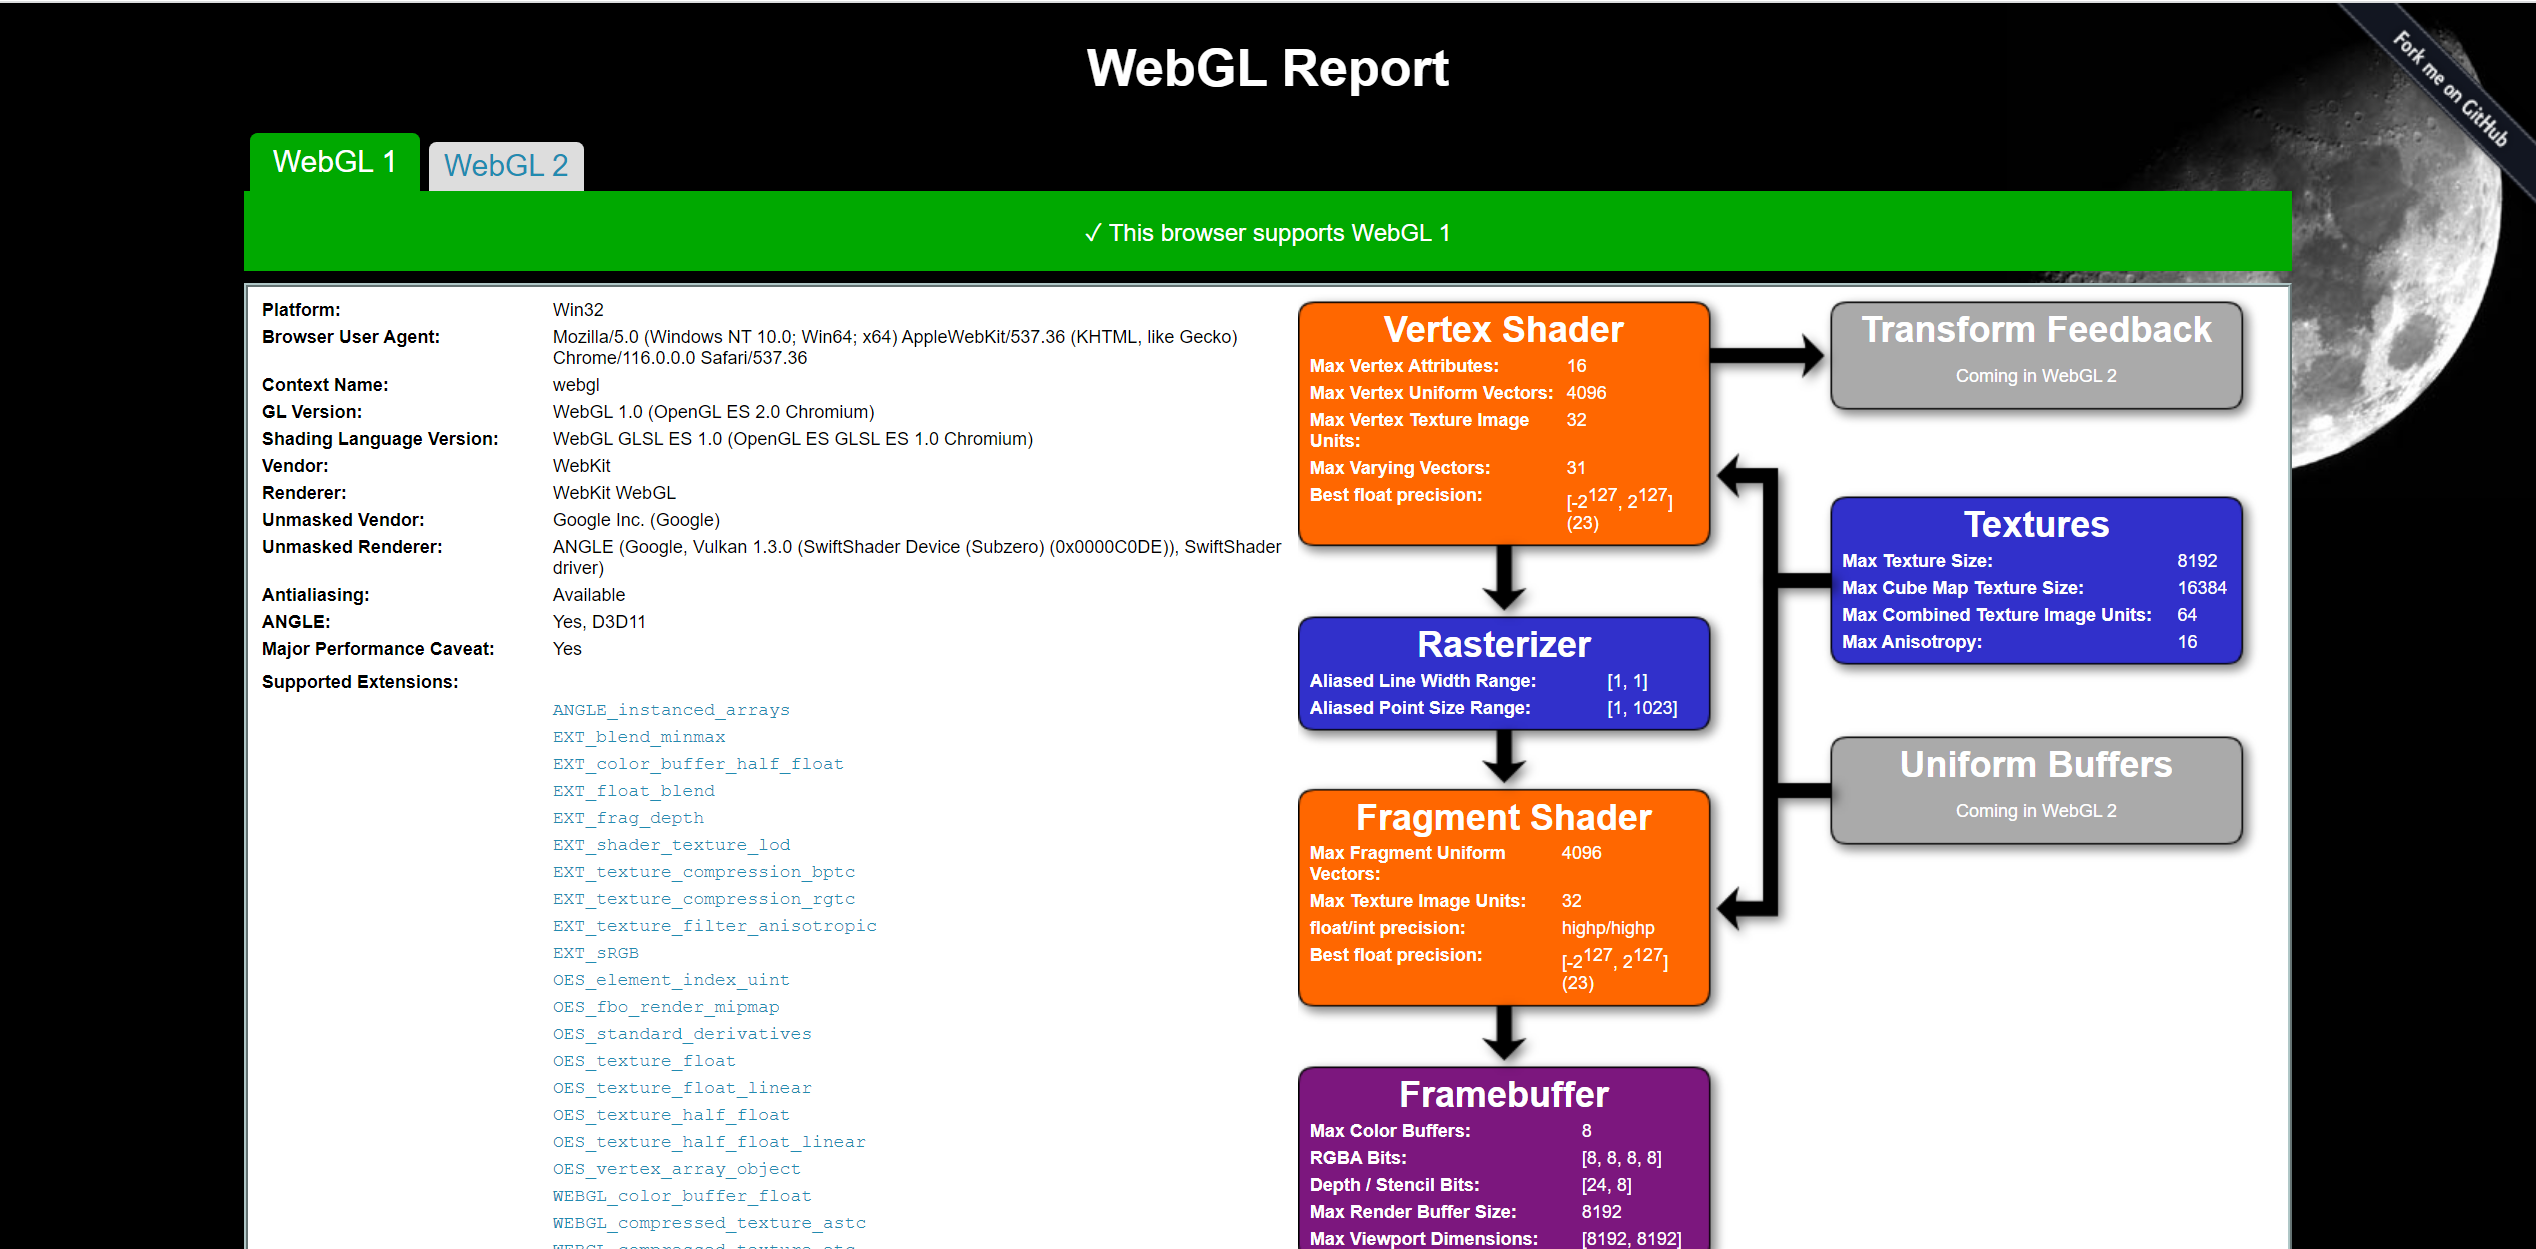 WebGL Report
Fork me on GitHub
WebGL 1
WebGL 2
✓ This browser supports WebGL 1
Platform: Win32
Browser User Agent: Mozilla/5.0 (Windows NT 10.0; Win64; x64) AppleWebKit/537.36 (KHTML, like Gecko)
Chrome/116.0.0.0 Safari/537.36
Context Name: webgl
GL Version: WebGL 1.0 (OpenGL ES 2.0 Chromium)
Shading Language Version: WebGL GLSL ES 1.0 (OpenGL ES GLSL ES 1.0 Chromium)
Vendor: WebKit
Renderer: WebKit WebGL
Unmasked Vendor: Google Inc. (Google)
Unmasked Renderer: ANGLE (Google, Vulkan 1.3.0 (SwiftShader Device (Subzero) (0x0000C0DE)), SwiftShader
driver)
Antialiasing: Available
ANGLE: Yes, D3D11
Major Performance Caveat: Yes
Supported Extensions:
ANGLE_instanced_arrays
EXT_blend_minmax
EXT_color_buffer_half_float
EXT_float_blend
EXT_frag_depth
EXT_shader_texture_lod
EXT_texture_compression_bptc
EXT_texture_compression_rgtc
EXT_texture_filter_anisotropic
EXT_sRGB
OES_element_index_uint
OES_fbo_render_mipmap
OES_standard_derivatives
OES_texture_float
OES_texture_float_linear
OES_texture_half_float
OES_texture_half_float_linear
OES_vertex_array_object
WEBGL_color_buffer_float
WEBGL_compressed_texture_astc
Vertex Shader
Max Vertex Attributes: 16
Max Vertex Uniform Vectors: 4096
Max Vertex Texture Image 32
Units:
Max Varying Vectors: 31
Best float precision: [-2^127, 2^127]
(23)
Transform Feedback
Coming in WebGL 2
Rasterizer
Aliased Line Width Range: [1, 1]
Aliased Point Size Range: [1, 1023]
Textures
Max Texture Size: 8192
Max Cube Map Texture Size: 16384
Max Combined Texture Image Units: 64
Max Anisotropy: 16
Fragment Shader
Max Fragment Uniform 4096
Vectors:
Max Texture Image Units: 32
float/int precision: highp/highp
Best float precision: [-2^127, 2^127]
(23)
Uniform Buffers
Coming in WebGL 2
Framebuffer
Max Color Buffers: 8
RGBA Bits: [8, 8, 8, 8]
Depth / Stencil Bits: [24, 8]
Max Render Buffer Size: 8192
Max Viewport Dimensions: [8192, 8192]